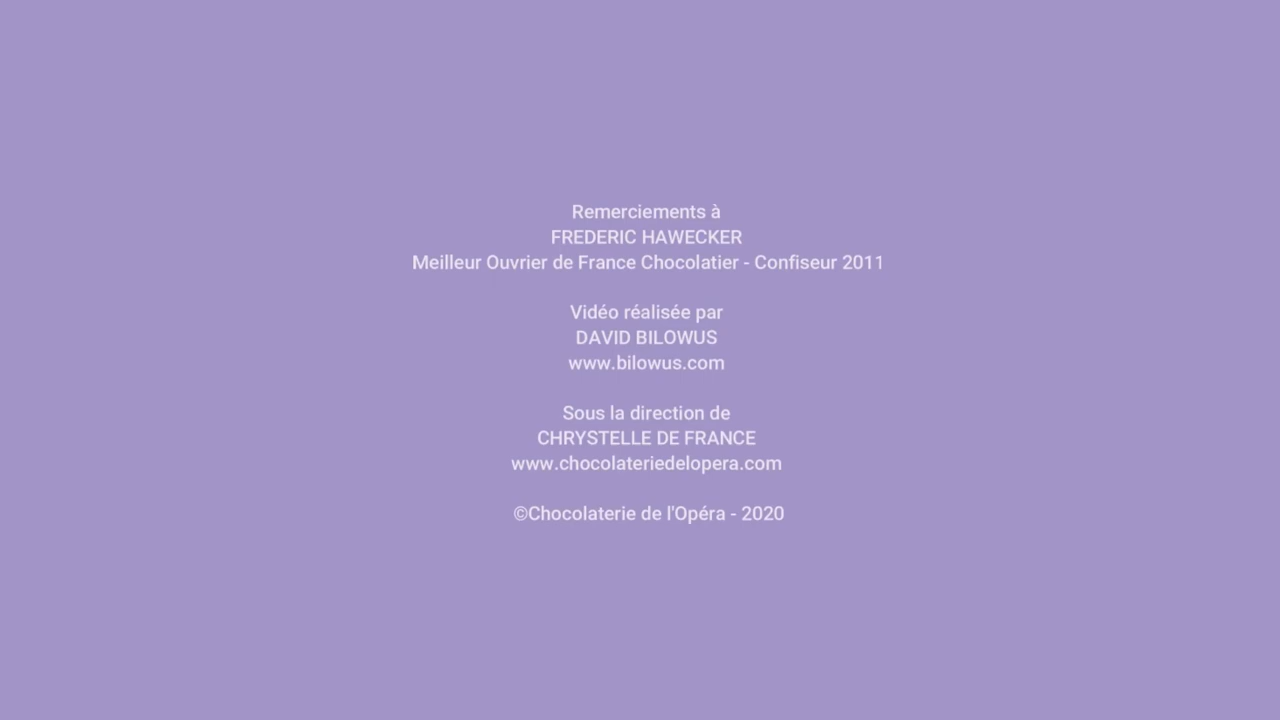 Remerciements à
FREDERIC HAWECKER
Meilleur Ouvrier de France Chocolatier - Confiseur 2011
Vidéo réalisée par
DAVID BILOWUS
www.bilowus.com
Sous la direction de
CHRYSTELLE DE FRANCE
www.chocolateriedelopera.com
©Chocolaterie de l'Opéra - 2020